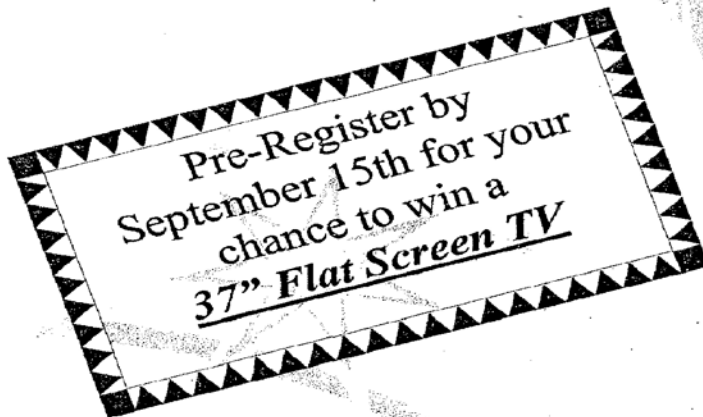 Pre-Register by
September 15th for your
chance to win a
37” Flat Screen TV